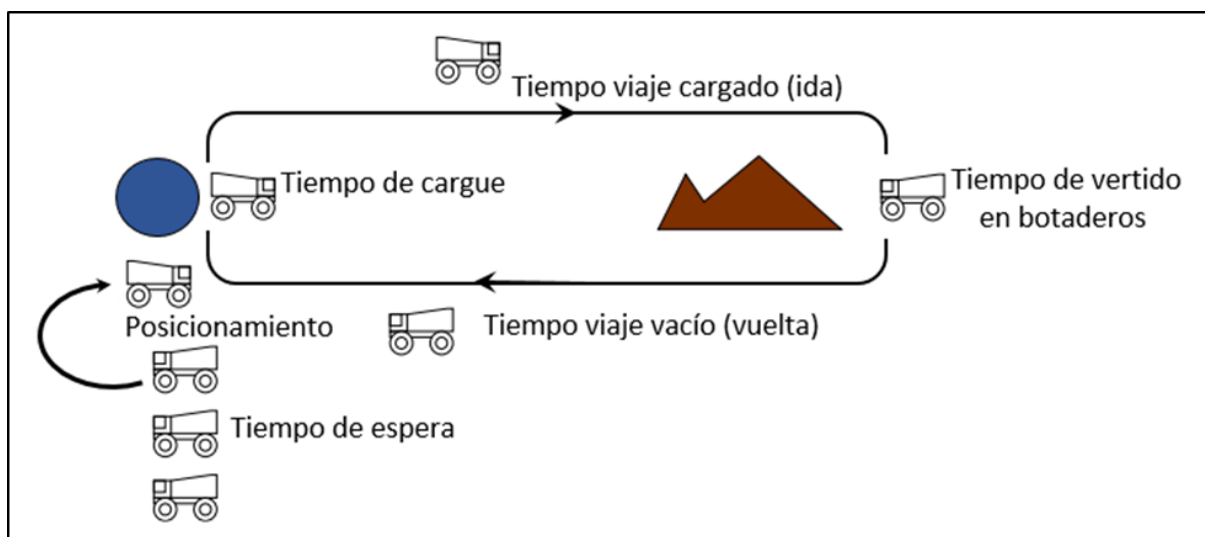 Tiempo viaje cargado (ida)
Tiempo de cargue
Tiempo de vertido
en botaderos
Posicionamiento
Tiempo viaje vacío (vuelta)
Tiempo de espera